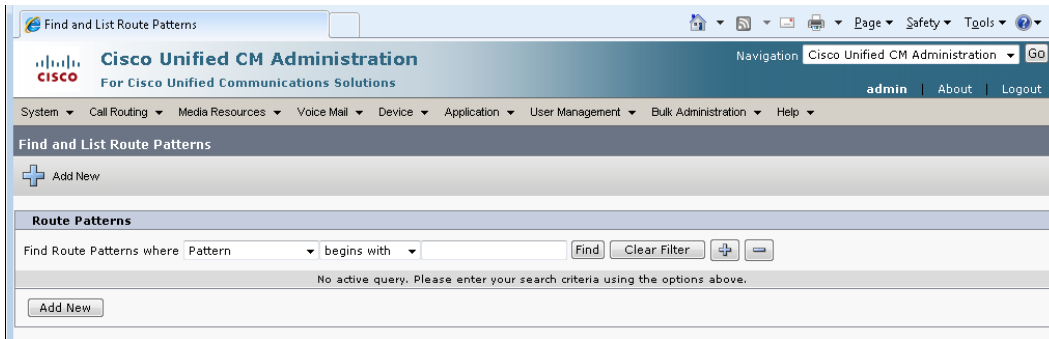 Find and List Route Patterns
Page Safety Tools
cisco
Cisco Unified CM Administration
For Cisco Unified Communications Solutions
Navigation Cisco Unified CM Administration Go
admin | About | Logout
System Call Routing Media Resources Voice Mail Device Application User Management Bulk Administration Help
Find and List Route Patterns
Add New
Route Patterns
Find Route Patterns where Pattern begins with Find Clear Filter
No active query. Please enter your search criteria using the options above.
Add New